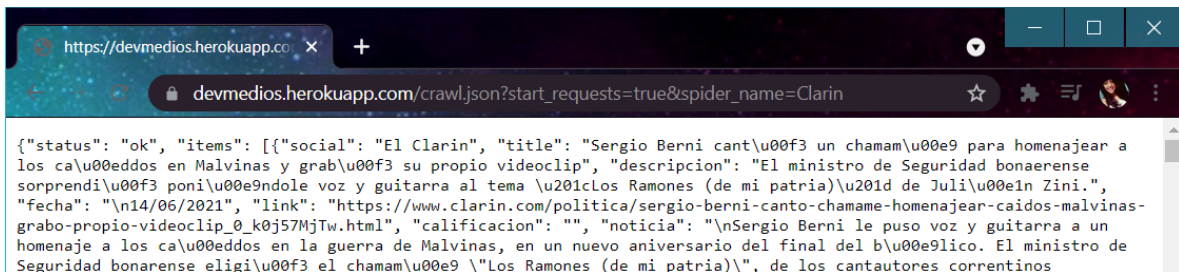 https://devmedios.herokuapp.co
devmedios.herokuapp.com/crawl.json?start_requests=true&spider_name=Clarin
{"status": "ok", "items": [{"social": "El Clarin", "title": "Sergio Berni cant\u00f3 un chamam\u00e9 para homenajear a
los ca\u00eddos en Malvinas y grab\u00f3 su propio videoclip", "descripcion": "El ministro de Seguridad bonaerense
sorprendi\u00f3 poni\u00e9ndole voz y guitarra al tema \u201cLos Ramones (de mi patria)\u201d de Juli\u00e1n Zini.",
"fecha": "\n14/06/2021", "link": "https://www.clarin.com/politica/sergio-berni-canto-chamame-homenajear-caidos-malvinas-
grabo-propio-videoclip_0_k0j57MjTw.html", "calificacion": "", "noticia": "\nSergio Berni le puso voz y guitarra a un
homenaje a los ca\u00eddos en la guerra de Malvinas, en un nuevo aniversario del final del b\u00e9lico. El ministro de
Seguridad bonarense eligi\u00f3 el chamam\u00e9 \"Los Ramones (de mi patria)\", de los cantautores correntinos